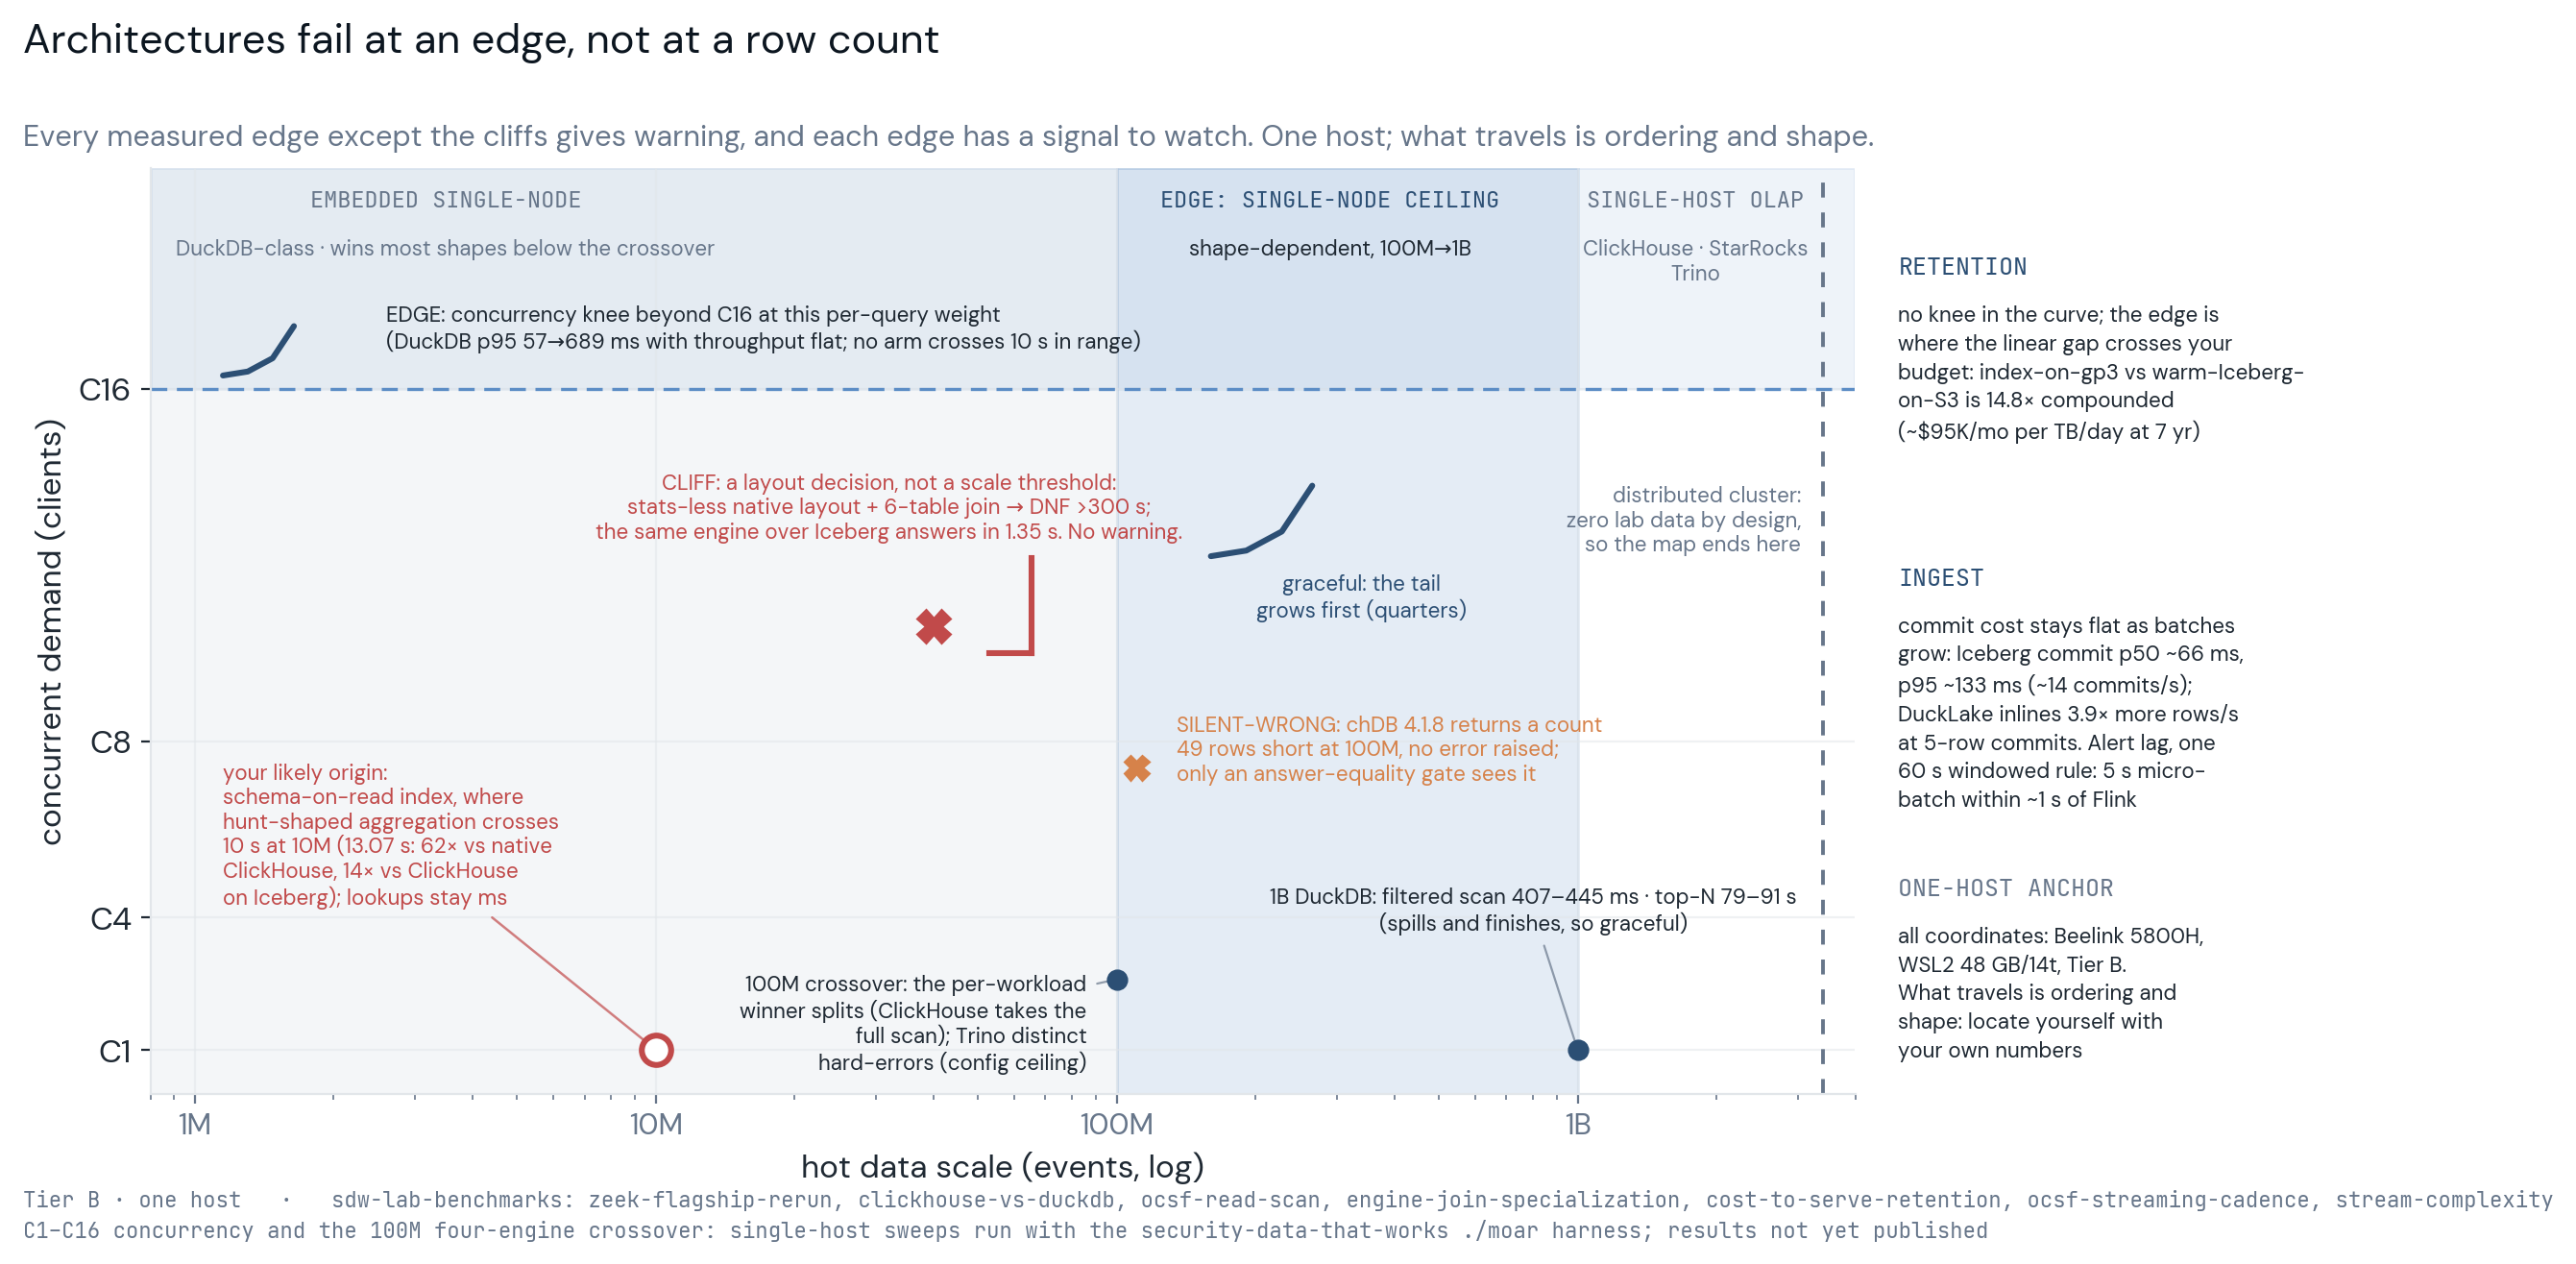 Architectures fail at an edge, not at a row count
Every measured edge except the cliffs gives warning, and each edge has a signal to watch. One host; what travels is ordering and shape.
EMBEDDED SINGLE-NODE
DuckDB-class · wins most shapes below the crossover
EDGE: SINGLE-NODE CEILING
shape-dependent, 100M→1B
SINGLE-HOST OLAP
ClickHouse · StarRocks
Trino
EDGE: concurrency knee beyond C16 at this per-query weight
(DuckDB p95 57→689 ms with throughput flat; no arm crosses 10 s in range)
CLIFF: a layout decision, not a scale threshold:
stats-less native layout + 6-table join → DNF >300 s;
the same engine over Iceberg answers in 1.35 s. No warning.
graceful: the tail
grows first (quarters)
distributed cluster:
zero lab data by design,
so the map ends here
SILENT-WRONG: chDB 4.1.8 returns a count
49 rows short at 100M, no error raised;
only an answer-equality gate sees it
your likely origin:
schema-on-read index, where
hunt-shaped aggregation crosses
10 s at 10M (13.07 s: 62× vs native
ClickHouse, 14× vs ClickHouse
on Iceberg); lookups stay ms
1B DuckDB: filtered scan 407–445 ms · top-N 79–91 s
(spills and finishes, so graceful)
100M crossover: the per-workload
winner splits (ClickHouse takes the
full scan); Trino distinct
hard-errors (config ceiling)
concurrent demand (clients)
C16
C8
C4
C1
1M
10M
100M
1B
hot data scale (events, log)
RETENTION
no knee in the curve; the edge is
where the linear gap crosses your
budget: index-on-gp3 vs warm-Iceberg-
on-S3 is 14.8× compounded
(~$95K/mo per TB/day at 7 yr)
INGEST
commit cost stays flat as batches
grow: Iceberg commit p50 ~66 ms,
p95 ~133 ms (~14 commits/s);
DuckLake inlines 3.9× more rows/s
at 5-row commits. Alert lag, one
60 s windowed rule: 5 s micro-
batch within ~1 s of Flink
ONE-HOST ANCHOR
all coordinates: Beelink 5800H,
WSL2 48 GB/14t, Tier B.
What travels is ordering and
shape: locate yourself with
your own numbers
Tier B · one host   ·   sdw-lab-benchmarks: zeek-flagship-rerun, clickhouse-vs-duckdb, ocsf-read-scan, engine-join-specialization, cost-to-serve-retention, ocsf-streaming-cadence, stream-complexity
C1–C16 concurrency and the 100M four-engine crossover: single-host sweeps run with the security-data-that-works ./moar harness; results not yet published